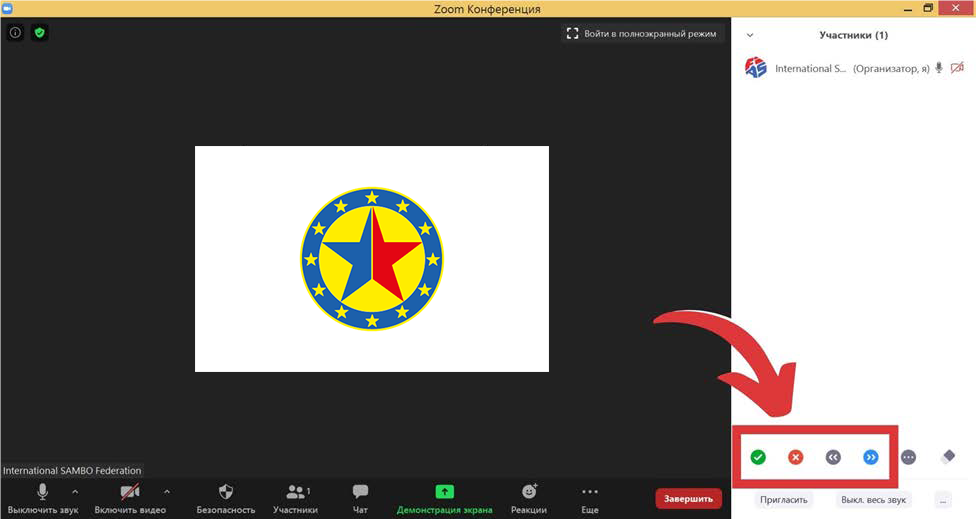 Zoom Конференция
Войти в полноэкранный режим
Участники (1)
International S... (Организатор, я)
International SAMBO Federation
Выключить звук
Включить видео
Безопасность
1
Участники
Чат
Демонстрация экрана
Реакции
Еще
Завершить
Пригласить
Выкл. весь звук
...